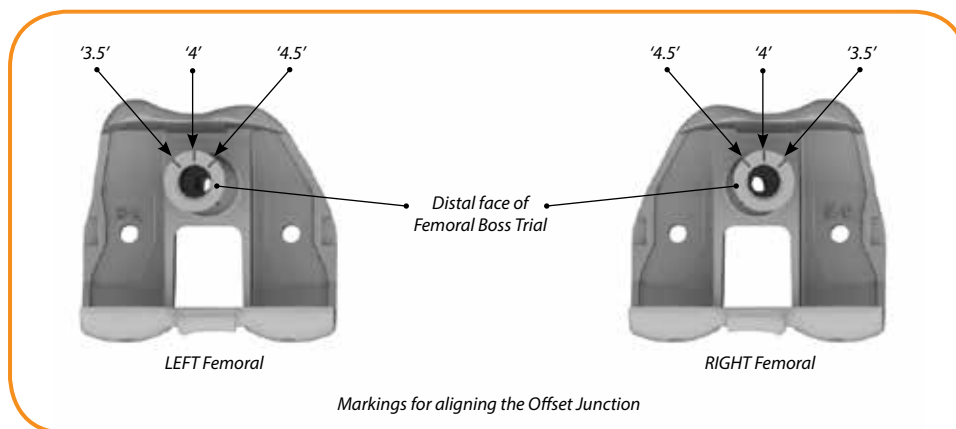 ‘3.5’ ‘4’ ‘4.5’ ‘4.5’ ‘4’ ‘3.5’
Distal face of
Femoral Boss Trial
LEFT Femoral RIGHT Femoral
Markings for aligning the Offset Junction